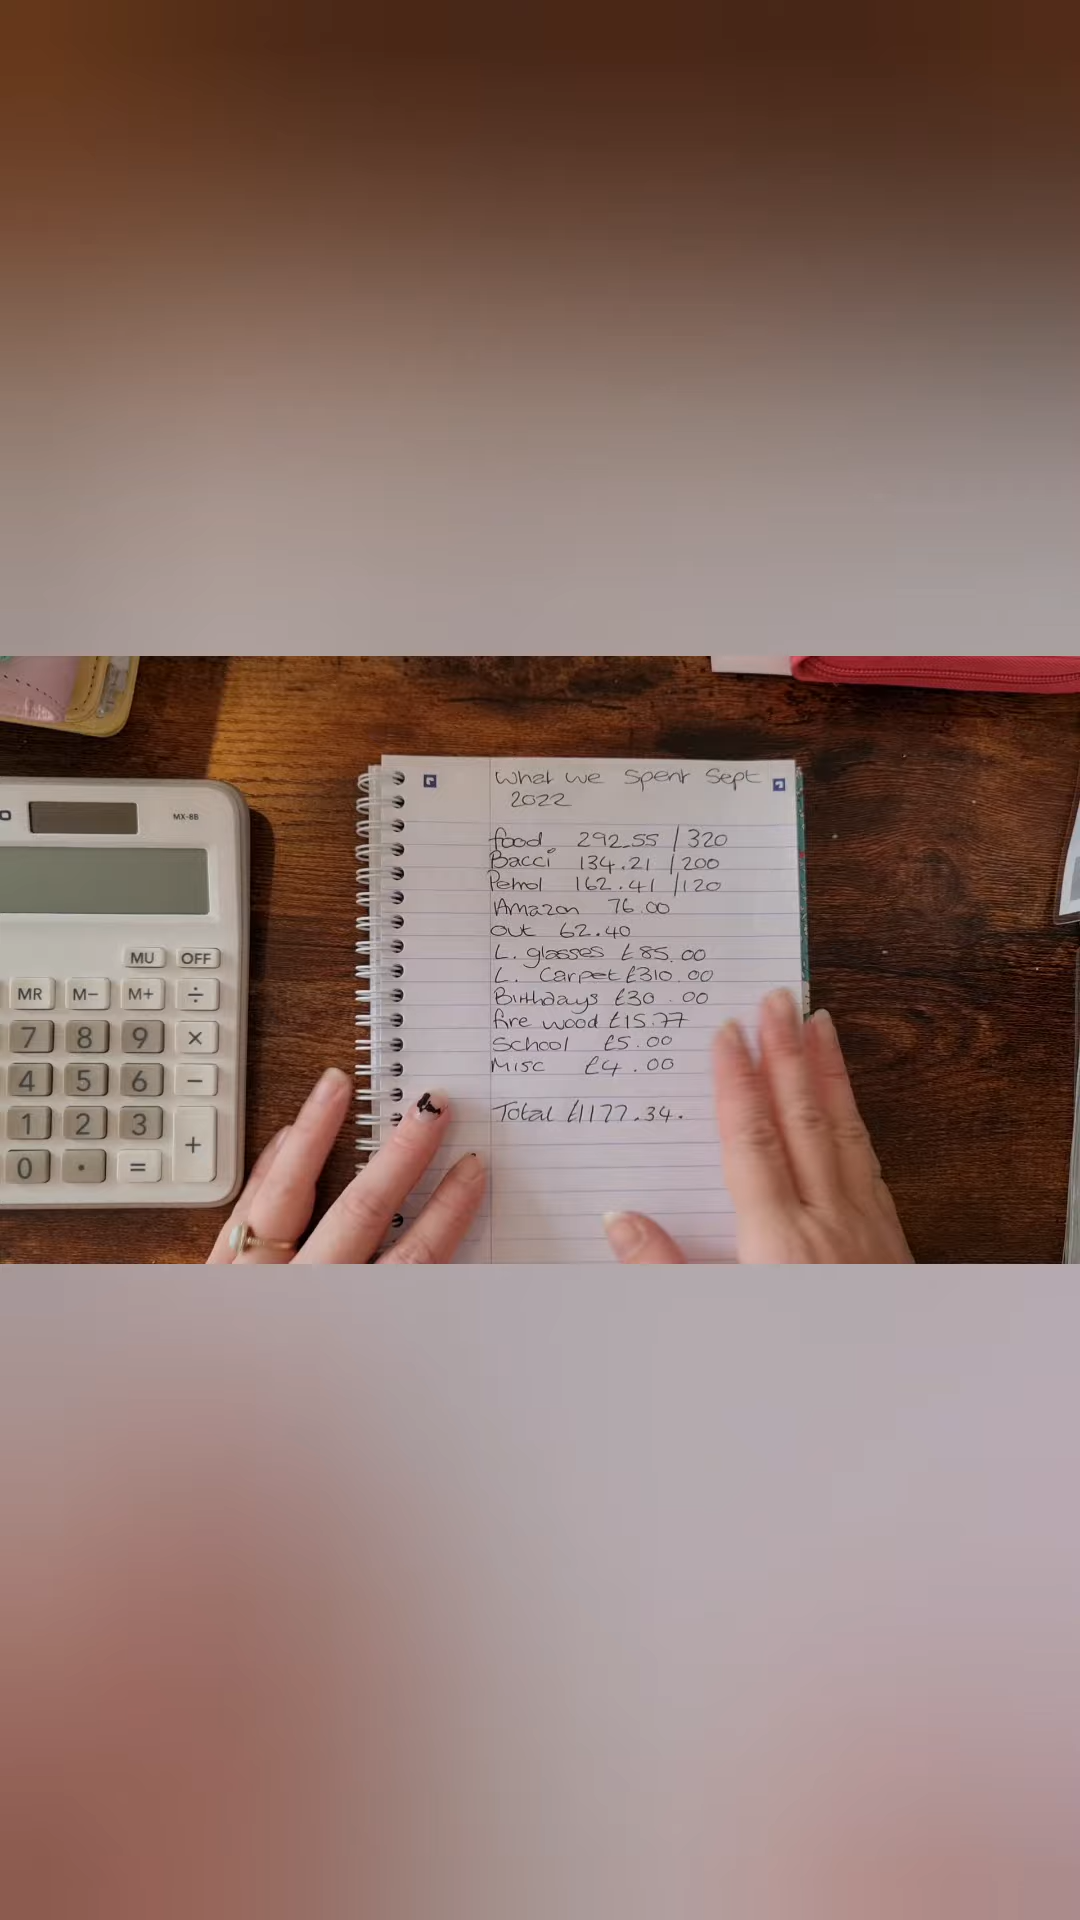 What we spent Sept
2022
food. 292.55 / 320
Bacci 134.21 / 200
Petrol 162.41 / 120
Amazon 76.00
out 62.40
L. glasses £85.00
L. Carpet £310.00
Birthdays £30.00
fire wood £15.77
School £5.00
Misc £4.00
Total £1177.34.
MX-8B
MU OFF
MR M- M+ ÷
7 8 9 ×
4 5 6 −
1 2 3
+
0 . =